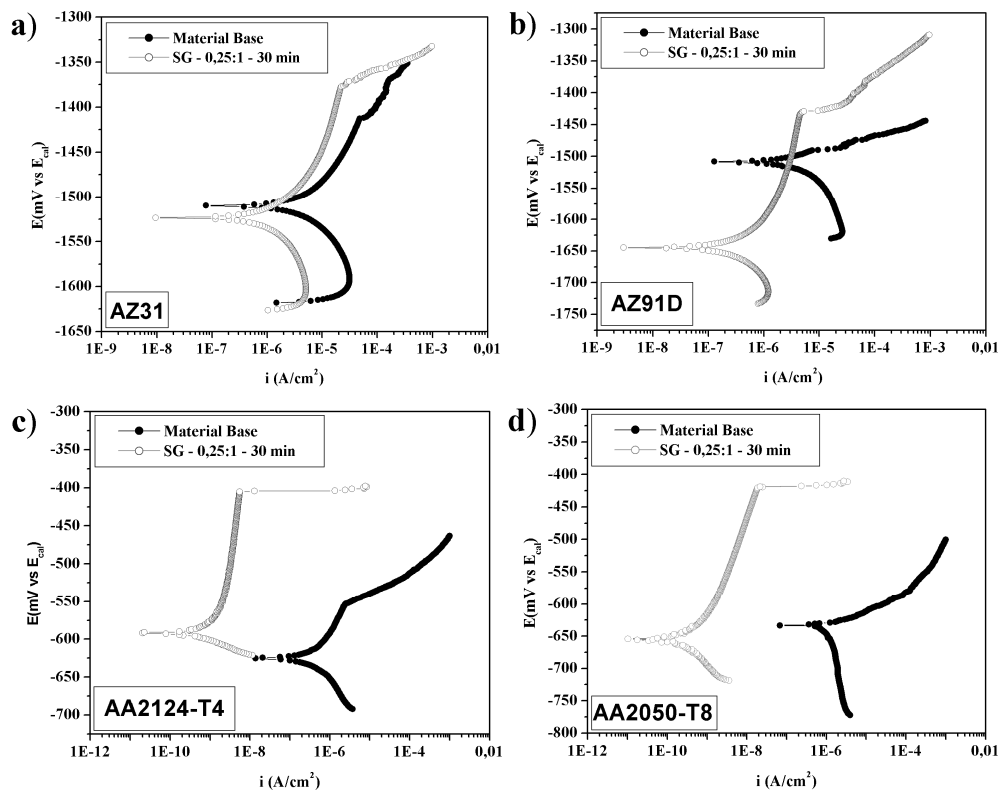 a)
-1300
-1350
-1400
-1450
-1500
-1550
-1600
-1650
E(mV vs Ecal)
Material Base
SG - 0,25:1 - 30 min
AZ31
1E-9 1E-8 1E-7 1E-6 1E-5 1E-4 1E-3 0,01
i (A/cm²)
b)
-1300
-1350
-1400
-1450
-1500
-1550
-1600
-1650
-1700
-1750
E(mV vs Ecal)
Material Base
SG - 0,25:1 - 30 min
AZ91D
1E-9 1E-8 1E-7 1E-6 1E-5 1E-4 1E-3 0,01
i (A/cm²)
c)
-300
-350
-400
-450
-500
-550
-600
-650
-700
E(mV vs Ecal)
Material Base
SG - 0,25:1 - 30 min
AA2124-T4
1E-12 1E-10 1E-8 1E-6 1E-4 0,01
i (A/cm²)
d)
-300
-350
-400
-450
-500
-550
-600
-650
-700
-750
-800
E(mV vs Ecal)
Material Base
SG - 0,25:1 - 30 min
AA2050-T8
1E-12 1E-10 1E-8 1E-6 1E-4 0,01
i (A/cm²)